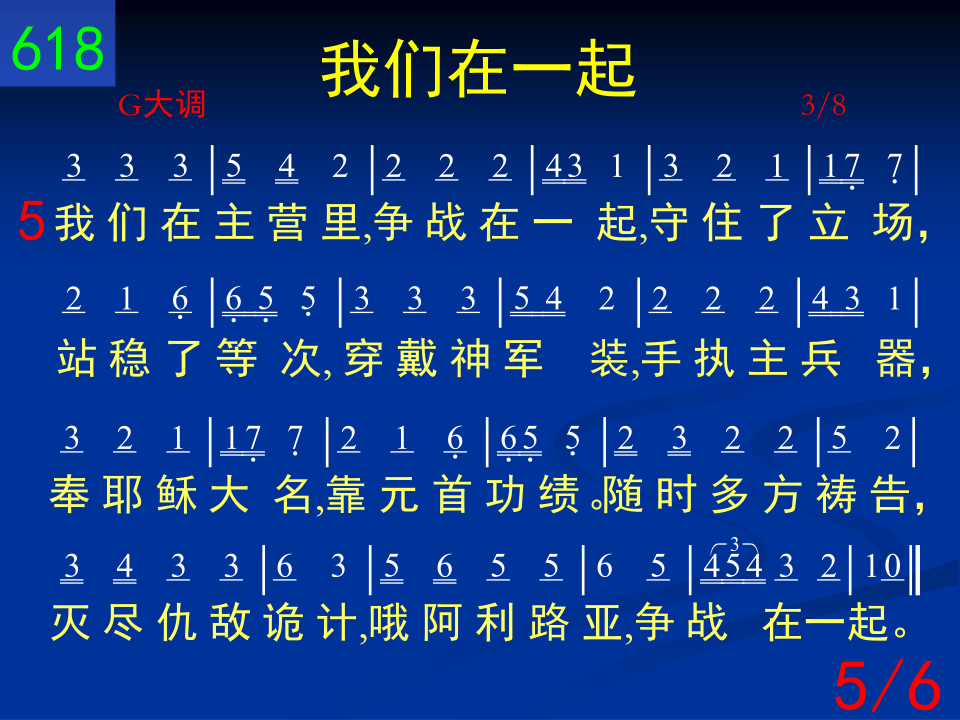 618
我们在一起
G大调 3/8
3 3 3 | 5 4 2 | 2 2 2 | 43 1 | 3 2 1 | 17 7 |
5 我们在主营里,争战在一 起,守住了立 场,
2 1 6 | 6 5 5 | 3 3 3 | 5 4 2 | 2 2 2 | 4 3 1 |
站稳了等 次,穿戴神军 装,手执主兵 器,
3 2 1 | 17 7 | 2 1 6 | 65 5 | 2 3 2 2 | 5 2 |
奉耶稣大 名,靠元首功绩。随时多方祷告,
3
3 4 3 3 | 6 3 | 5 6 5 5 | 6 5 | 454 3 2 | 10 ‖
灭尽仇敌诡计,哦阿利路亚,争战 在一起。
5/6